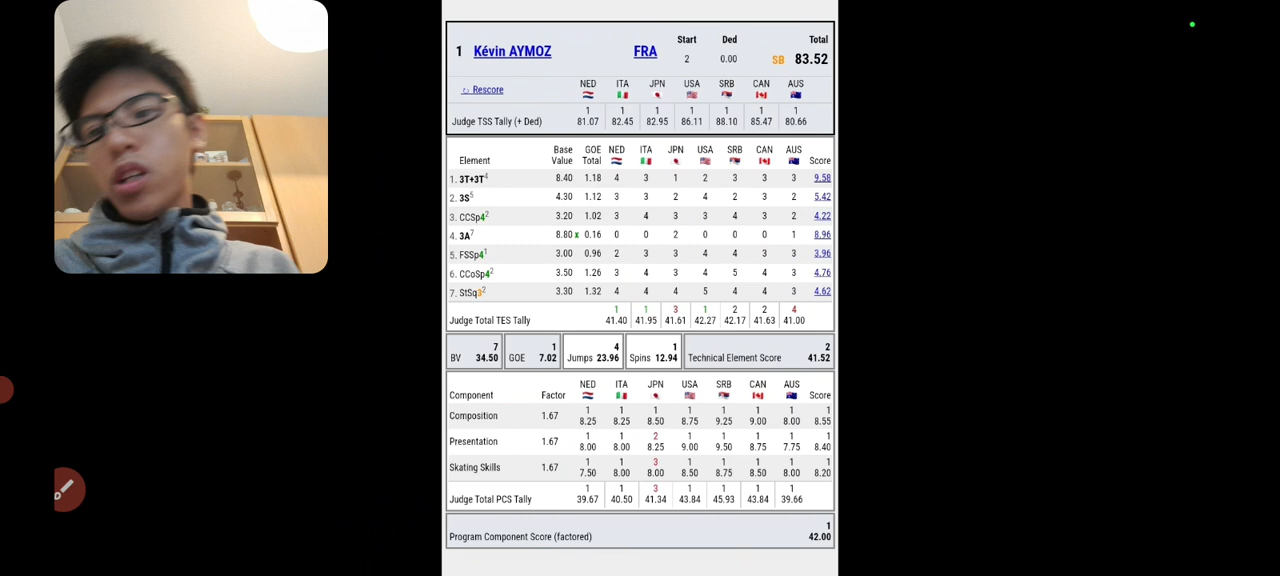 1 Kévin AYMOZ FRA Start Ded Total
2 0.00 SB 83.52
Rescore NED ITA JPN USA SRB CAN AUS
1 1 1 1 1 1 1
Judge TSS Tally (+ Ded) 81.07 82.45 82.95 86.11 88.10 85.47 80.66
Element Base Value GOE Total NED ITA JPN USA SRB CAN AUS Score
1. 3T+3T4 8.40 1.18 4 3 1 2 3 3 3 9.58
2. 3S5 4.30 1.12 3 3 2 4 2 3 2 5.42
3. CCSp42 3.20 1.02 3 4 3 3 4 3 2 4.22
4. 3A7 8.80 x 0.16 0 0 2 0 0 0 1 8.96
5. FSSp41 3.00 0.96 2 3 3 4 4 3 3 3.96
6. CCoSp42 3.50 1.26 3 4 3 4 5 4 3 4.76
7. StSq32 3.30 1.32 4 4 4 5 4 4 3 4.62
1 1 3 1 2 2 4
Judge Total TES Tally 41.40 41.95 41.61 42.27 42.17 41.63 41.00
7 1 4 1 2
BV 34.50 GOE 7.02 Jumps 23.96 Spins 12.94 Technical Element Score 41.52
NED ITA JPN USA SRB CAN AUS
Component Factor Score
1 1 1 1 1 1 1 1
Composition 1.67 8.25 8.25 8.50 8.75 9.25 9.00 8.00 8.55
1 1 2 1 1 1 1 1
Presentation 1.67 8.00 8.00 8.25 9.00 9.50 8.75 7.75 8.40
1 1 3 1 1 1 1 1
Skating Skills 1.67 7.50 8.00 8.00 8.50 8.75 8.50 8.00 8.20
1 1 3 1 1 1 1
Judge Total PCS Tally 39.67 40.50 41.34 43.84 45.93 43.84 39.66
1
Program Component Score (factored) 42.00